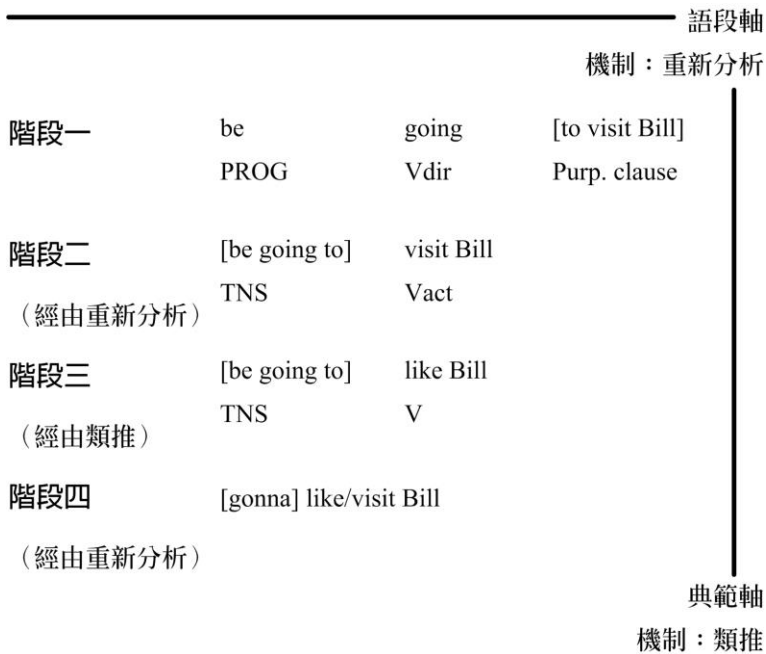 語段軸
機制：重新分析
階段一 be going [to visit Bill]
PROG Vdir Purp. clause
階段二 [be going to] visit Bill
TNS Vact
（經由重新分析）
階段三 [be going to] like Bill
TNS V
（經由類推）
階段四 [gonna] like/visit Bill
（經由重新分析）
典範軸
機制：類推